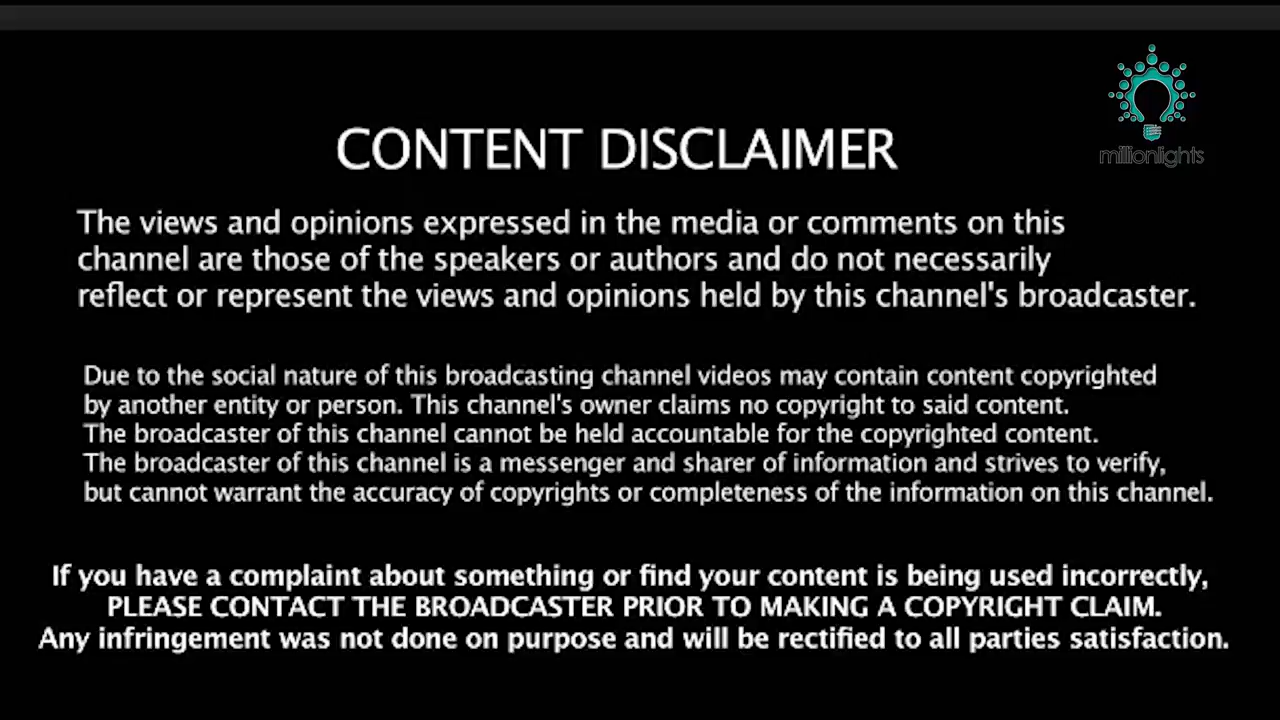 millionlights
CONTENT DISCLAIMER
The views and opinions expressed in the media or comments on this
channel are those of the speakers or authors and do not necessarily
reflect or represent the views and opinions held by this channel's broadcaster.
Due to the social nature of this broadcasting channel videos may contain content copyrighted
by another entity or person. This channel's owner claims no copyright to said content.
The broadcaster of this channel cannot be held accountable for the copyrighted content.
The broadcaster of this channel is a messenger and sharer of information and strives to verify,
but cannot warrant the accuracy of copyrights or completeness of the information on this channel.
If you have a complaint about something or find your content is being used incorrectly,
PLEASE CONTACT THE BROADCASTER PRIOR TO MAKING A COPYRIGHT CLAIM.
Any infringement was not done on purpose and will be rectified to all parties satisfaction.